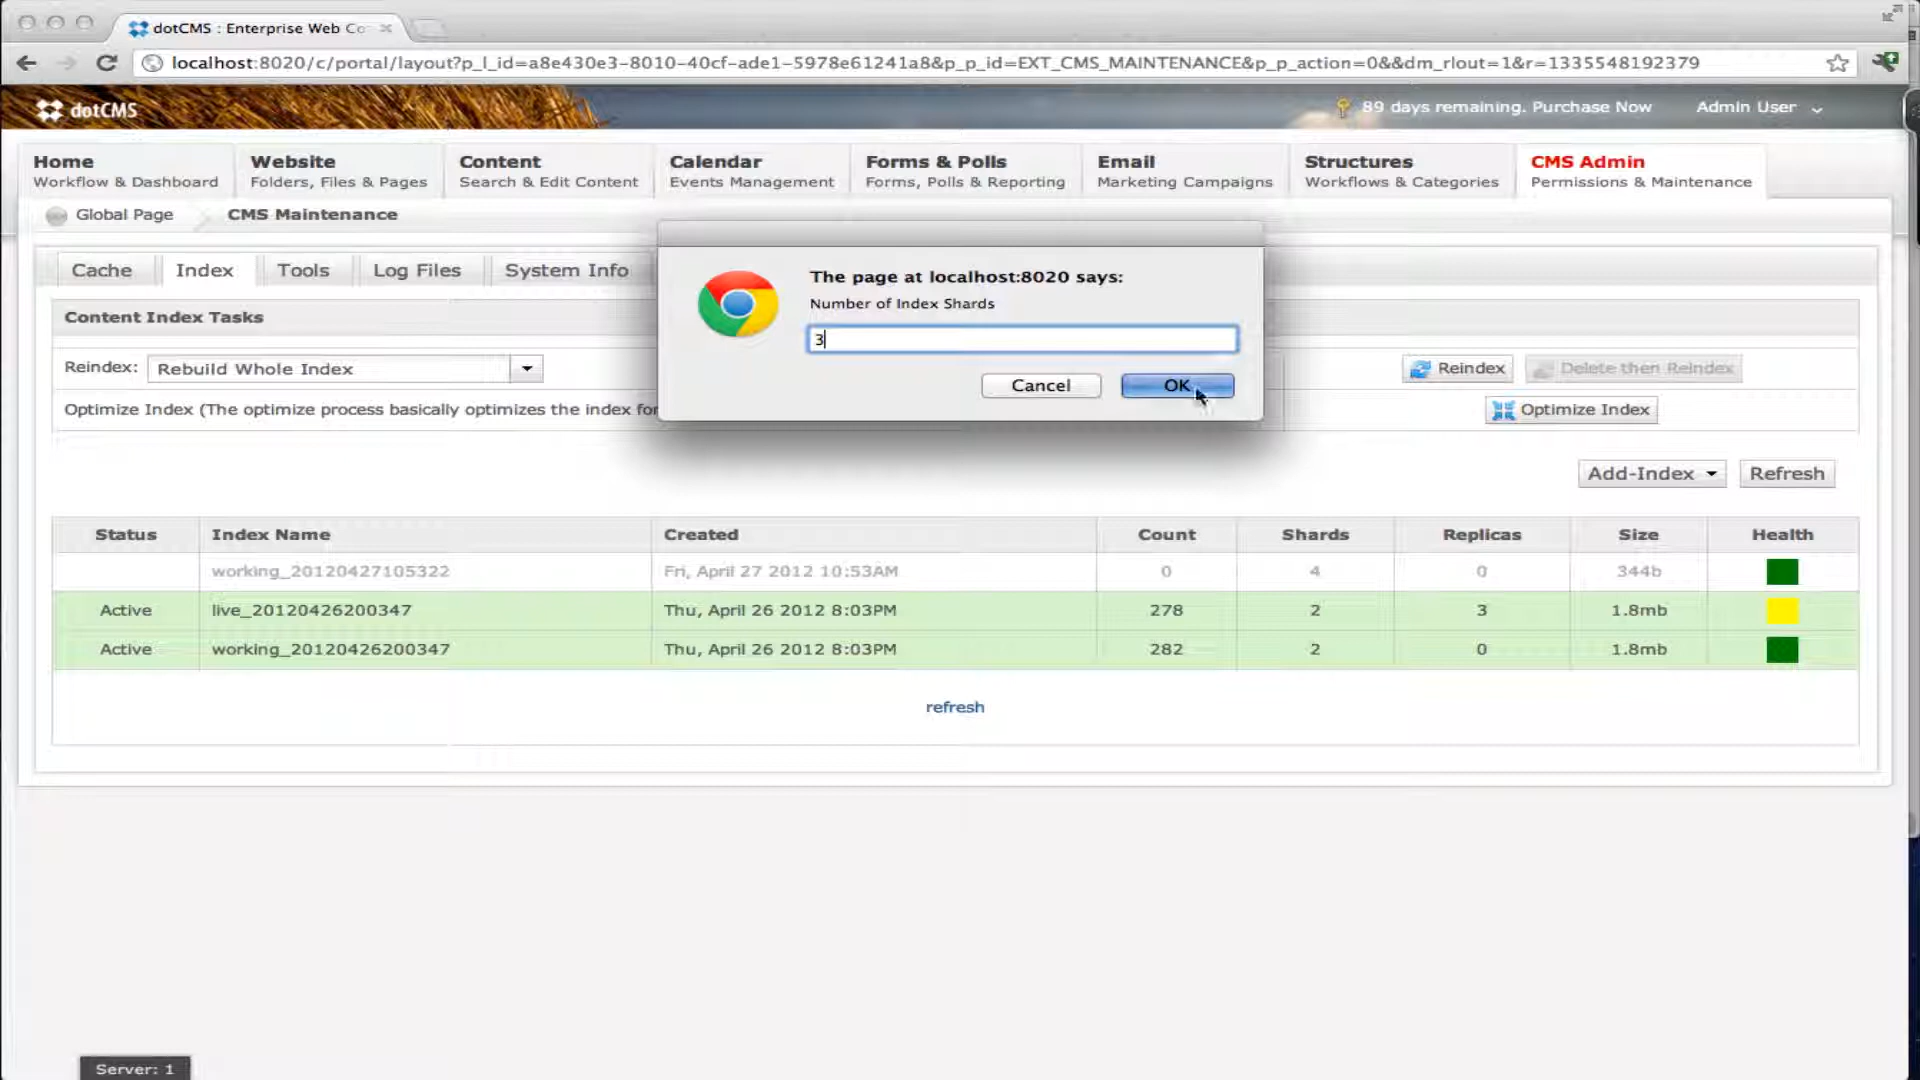 dotCMS : Enterprise Web Co
localhost:8020/c/portal/layout?p_l_id=a8e430e3-8010-40cf-ade1-5978e61241a8&p_p_id=EXT_CMS_MAINTENANCE&p_p_action=0&&dm_rlout=1&r=1335548192379
dotCMS
89 days remaining. Purchase Now
Admin User
Home
Website
Content
Calendar
Forms & Polls
Email
Structures
CMS Admin
Workflow & Dashboard
Folders, Files & Pages
Search & Edit Content
Events Management
Forms, Polls & Reporting
Marketing Campaigns
Workflows & Categories
Permissions & Maintenance
Global Page
CMS Maintenance
Cache
Index
Tools
Log Files
System Info
The page at localhost:8020 says:
Number of Index Shards
3
Cancel
OK
Content Index Tasks
Reindex:
Rebuild Whole Index
Reindex
Delete then Reindex
Optimize Index (The optimize process basically optimizes the index for
Optimize Index
Add-Index
Refresh
Status Index Name Created Count Shards Replicas Size Health
working_20120427105322 Fri, April 27 2012 10:53AM 0 4 0 344b
Active live_20120426200347 Thu, April 26 2012 8:03PM 278 2 3 1.8mb
Active working_20120426200347 Thu, April 26 2012 8:03PM 282 2 0 1.8mb
refresh
Server: 1